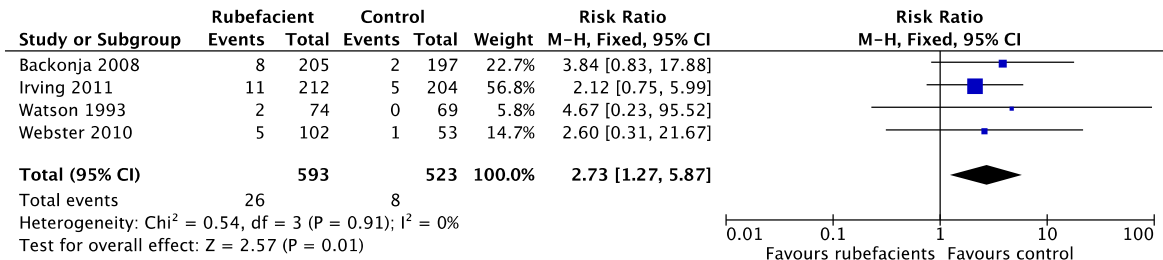 Rubefacient Control Risk Ratio Risk Ratio
Study or Subgroup Events Total Events Total Weight M-H, Fixed, 95% CI M-H, Fixed, 95% CI
Backonja 2008 8 205 2 197 22.7% 3.84 [0.83, 17.88]
Irving 2011 11 212 5 204 56.8% 2.12 [0.75, 5.99]
Watson 1993 2 74 0 69 5.8% 4.67 [0.23, 95.52]
Webster 2010 5 102 1 53 14.7% 2.60 [0.31, 21.67]
Total (95% CI) 593 523 100.0% 2.73 [1.27, 5.87]
Total events 26 8
Heterogeneity: Chi² = 0.54, df = 3 (P = 0.91); I² = 0%
Test for overall effect: Z = 2.57 (P = 0.01)
0.01 0.1 1 10 100
Favours rubefacients Favours control